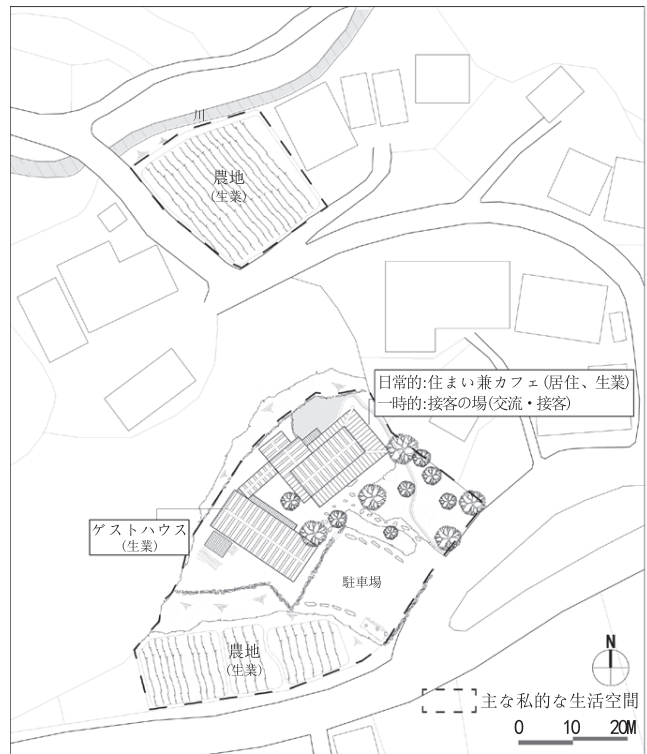 川
農地
(生業)
日常的:住まい兼カフェ(居住、生業)
一時的:接客の場(交流・接客)
ゲストハウス
(生業)
駐車場
農地
(生業)
N
主な私的な生活空間
0 10 20M